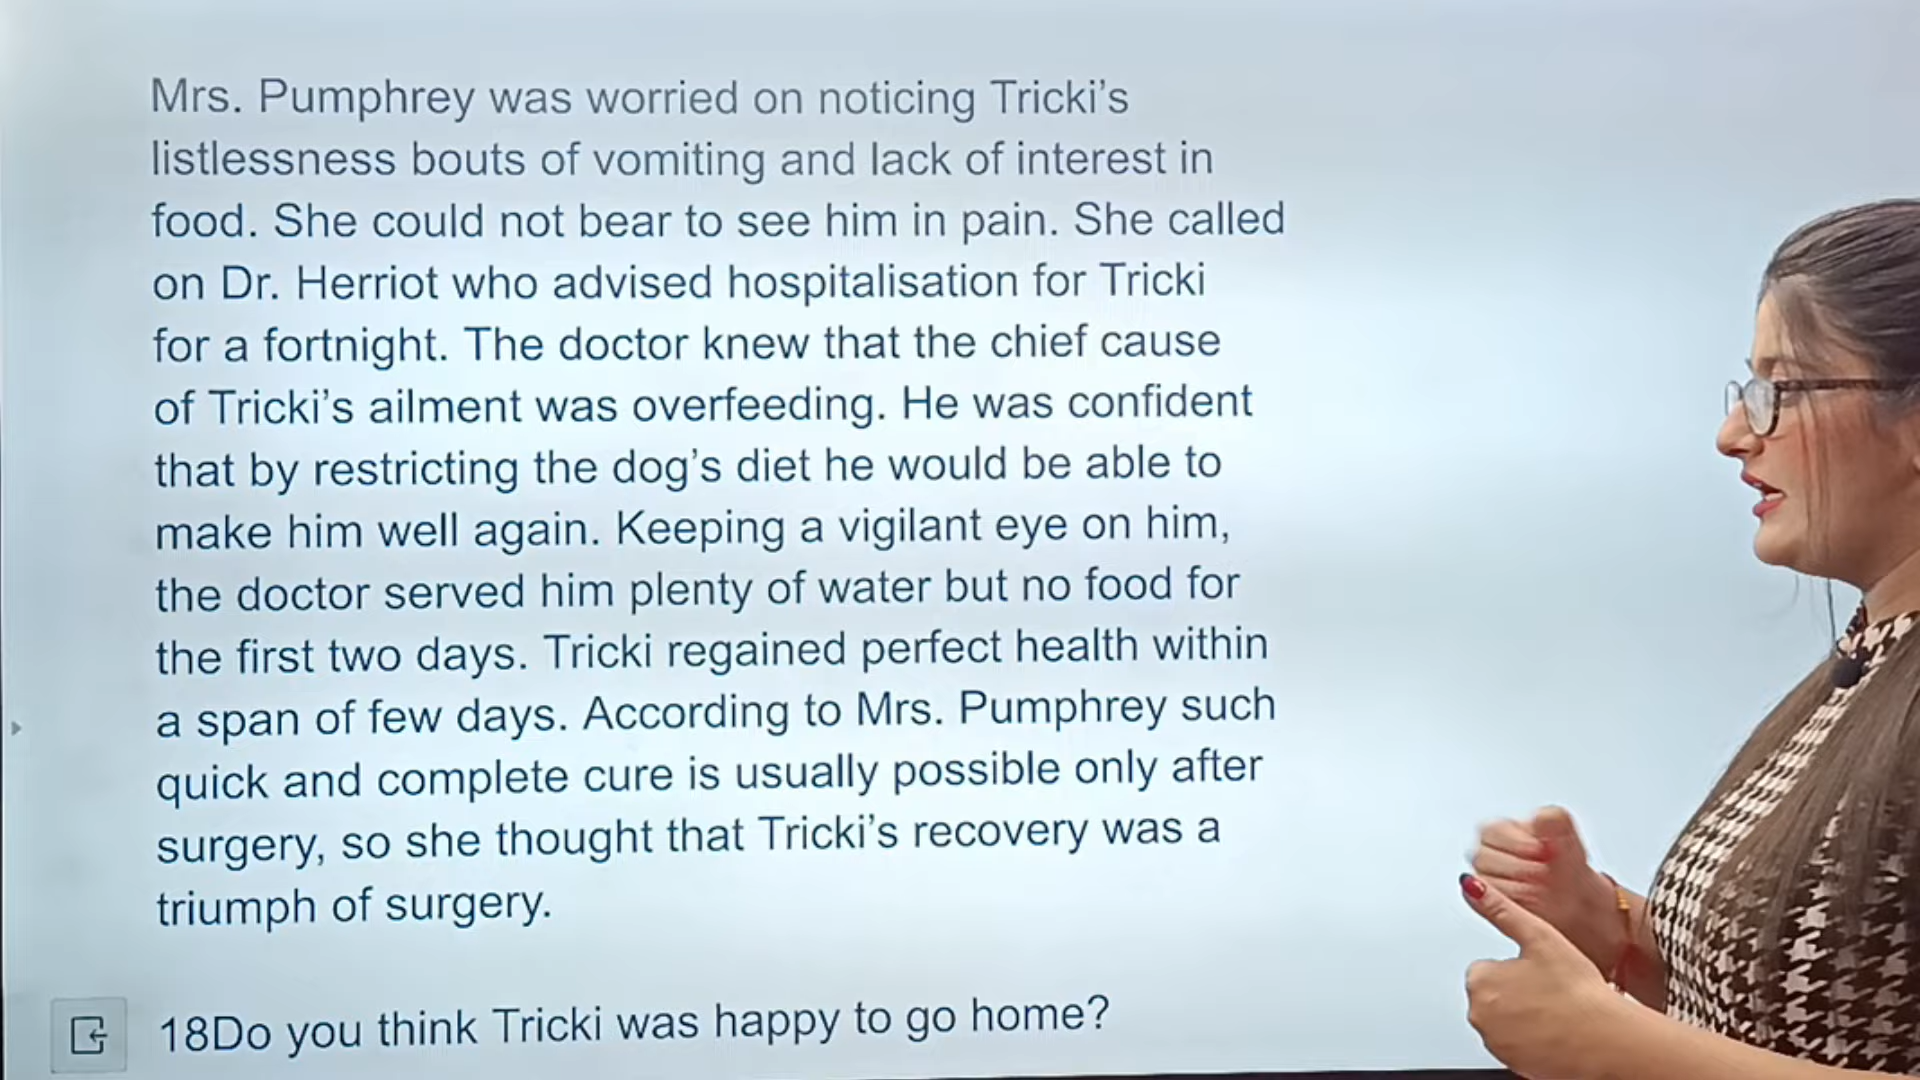 Mrs. Pumphrey was worried on noticing Tricki's
listlessness bouts of vomiting and lack of interest in
food. She could not bear to see him in pain. She called
on Dr. Herriot who advised hospitalisation for Tricki
for a fortnight. The doctor knew that the chief cause
of Tricki's ailment was overfeeding. He was confident
that by restricting the dog's diet he would be able to
make him well again. Keeping a vigilant eye on him,
the doctor served him plenty of water but no food for
the first two days. Tricki regained perfect health within
a span of few days. According to Mrs. Pumphrey such
quick and complete cure is usually possible only after
surgery, so she thought that Tricki's recovery was a
triumph of surgery.
18Do you think Tricki was happy to go home?